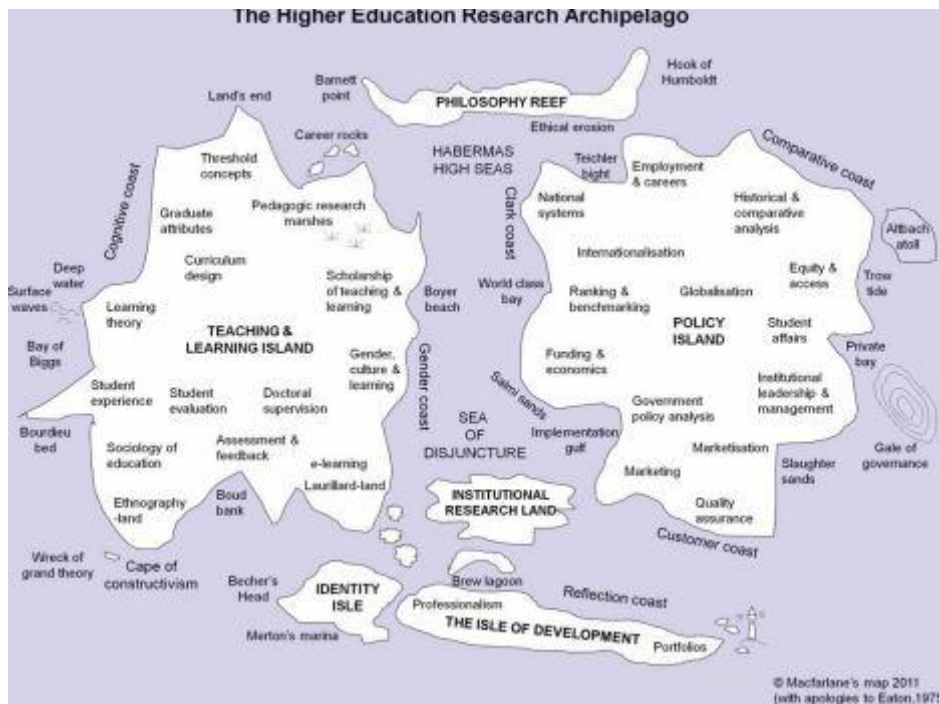 The Higher Education Research Archipelago
Hook of
Humboldt
Barnett
point
PHILOSOPHY REEF
Land's end
Ethical erosion
Career rocks
HABERMAS
HIGH SEAS
Teichler
bight
Employment
& careers
Comparative coast
Threshold
concepts
Cognitive coast
Clark coast
National
systems
Historical &
comparative
analysis
Pedagogic research
marshes
Graduate
attributes
Altbach
atoll
Internationalisation
Curriculum
design
Deep
water
Surface
waves
Scholarship
of teaching &
learning
Boyer
beach
World class
bay
Ranking &
benchmarking
Globalisation
Equity &
access
Trow
tide
Learning
theory
TEACHING &
LEARNING ISLAND
POLICY
ISLAND
Student
affairs
Bay of
Biggs
Gender,
culture &
learning
Gender coast
Funding &
economics
Private
bay
Student
experience
Student
evaluation
Doctoral
supervision
Salmi sands
Institutional
leadership &
management
Government
policy analysis
Bourdieu
bed
SEA
OF
DISJUNCTURE
Implementation
gulf
Sociology of
education
Assessment &
feedback
Marketisation
Gale of
governance
e-learning
Laurillard-land
Marketing
Slaughter
sands
Ethnography
-land
Boud
bank
INSTITUTIONAL
RESEARCH LAND
Quality
assurance
Customer coast
Wreck of
grand theory
Cape of
constructivism
Becher's
Head
IDENTITY
ISLE
Brew lagoon
Reflection coast
Professionalism
Merton's marina
THE ISLE OF DEVELOPMENT
Portfolios
© Macfarlane's map 2011
(with apologies to Eaton,1975